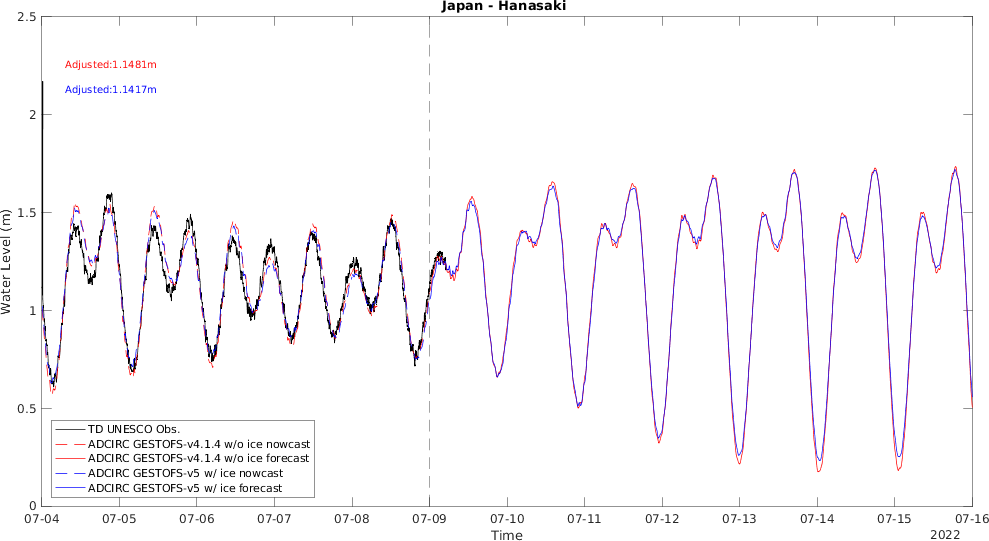 Japan - Hanasaki
Adjusted:1.1481m
Adjusted:1.1417m
Water Level (m)
2.5
2
1.5
1
0.5
0
TD UNESCO Obs.
ADCIRC GESTOFS-v4.1.4 w/o ice nowcast
ADCIRC GESTOFS-v4.1.4 w/o ice forecast
ADCIRC GESTOFS-v5 w/ ice nowcast
ADCIRC GESTOFS-v5 w/ ice forecast
07-04 07-05 07-06 07-07 07-08 07-09 07-10 07-11 07-12 07-13 07-14 07-15 07-16
Time
2022